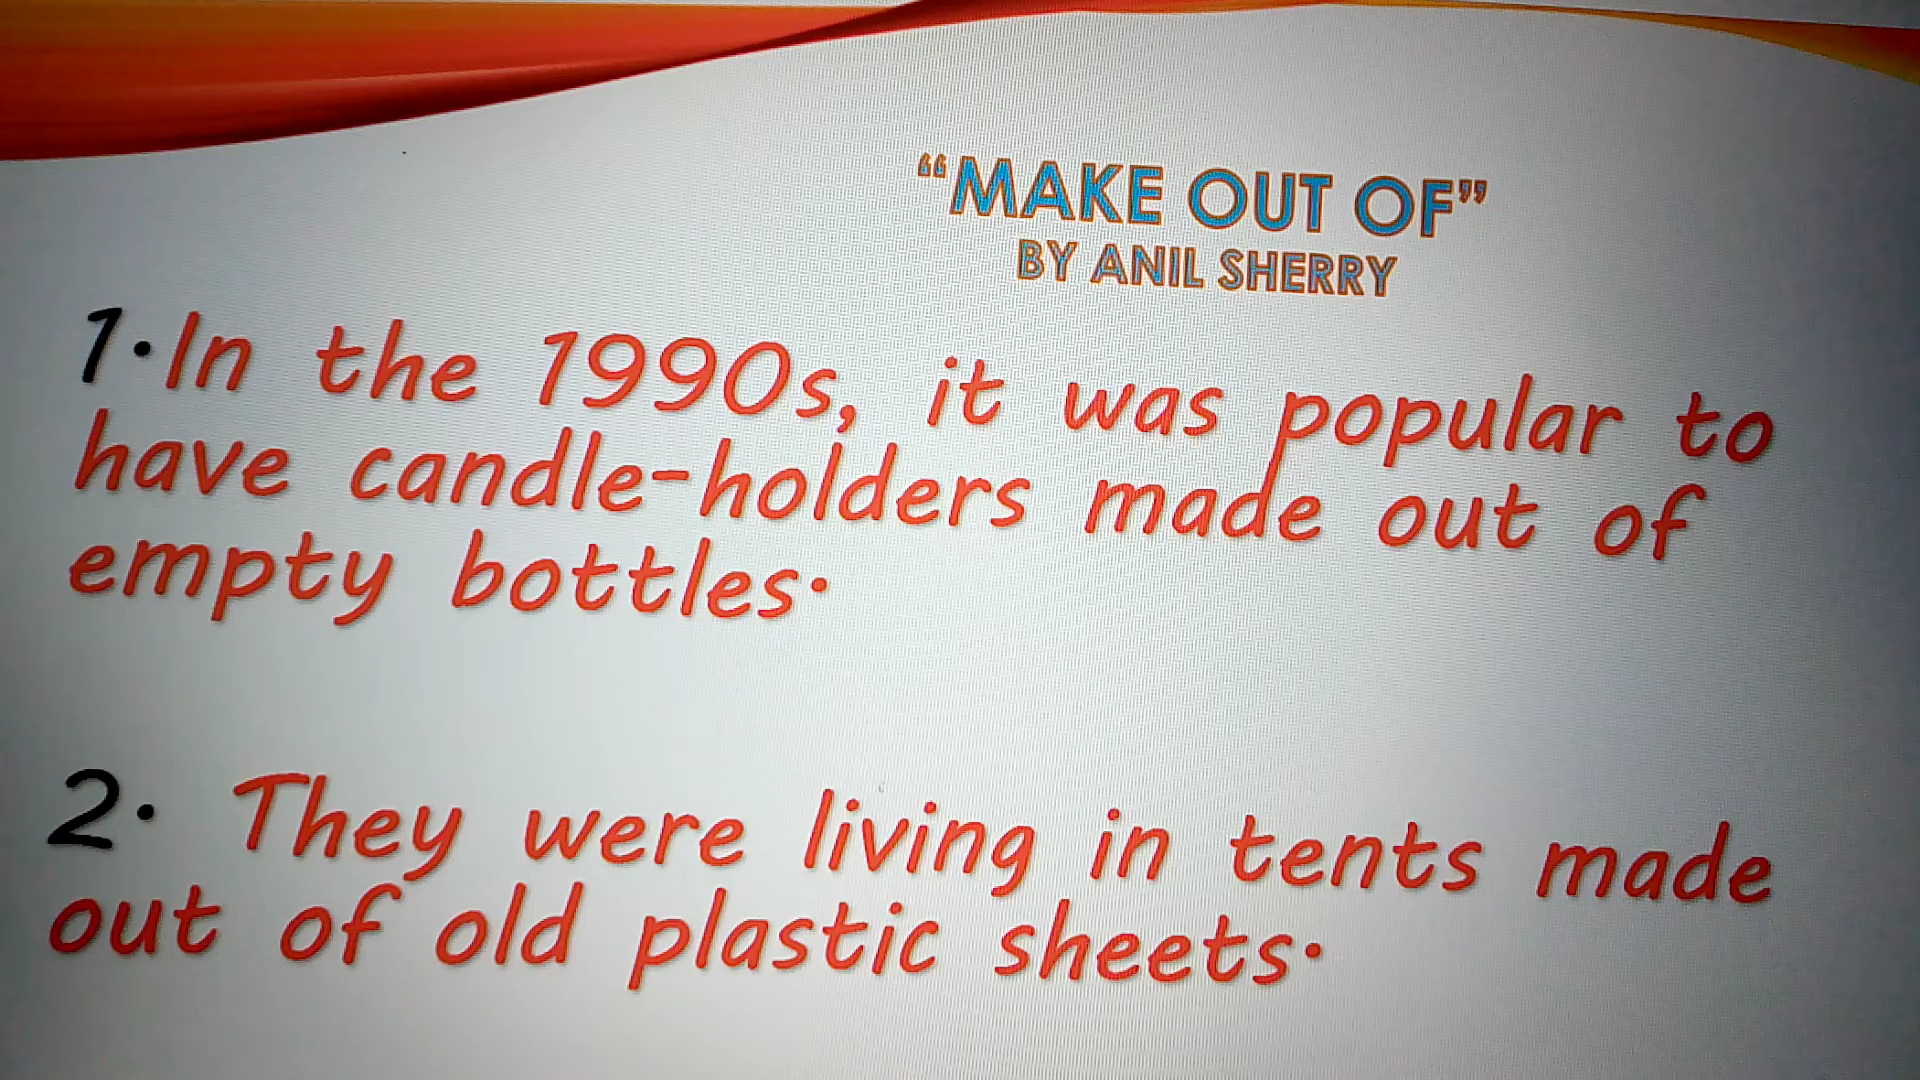 “MAKE OUT OF”
BY ANIL SHERRY
1.In the 1990s, it was popular to
have candle-holders made out of
empty bottles.
2. They were living in tents made
out of old plastic sheets.